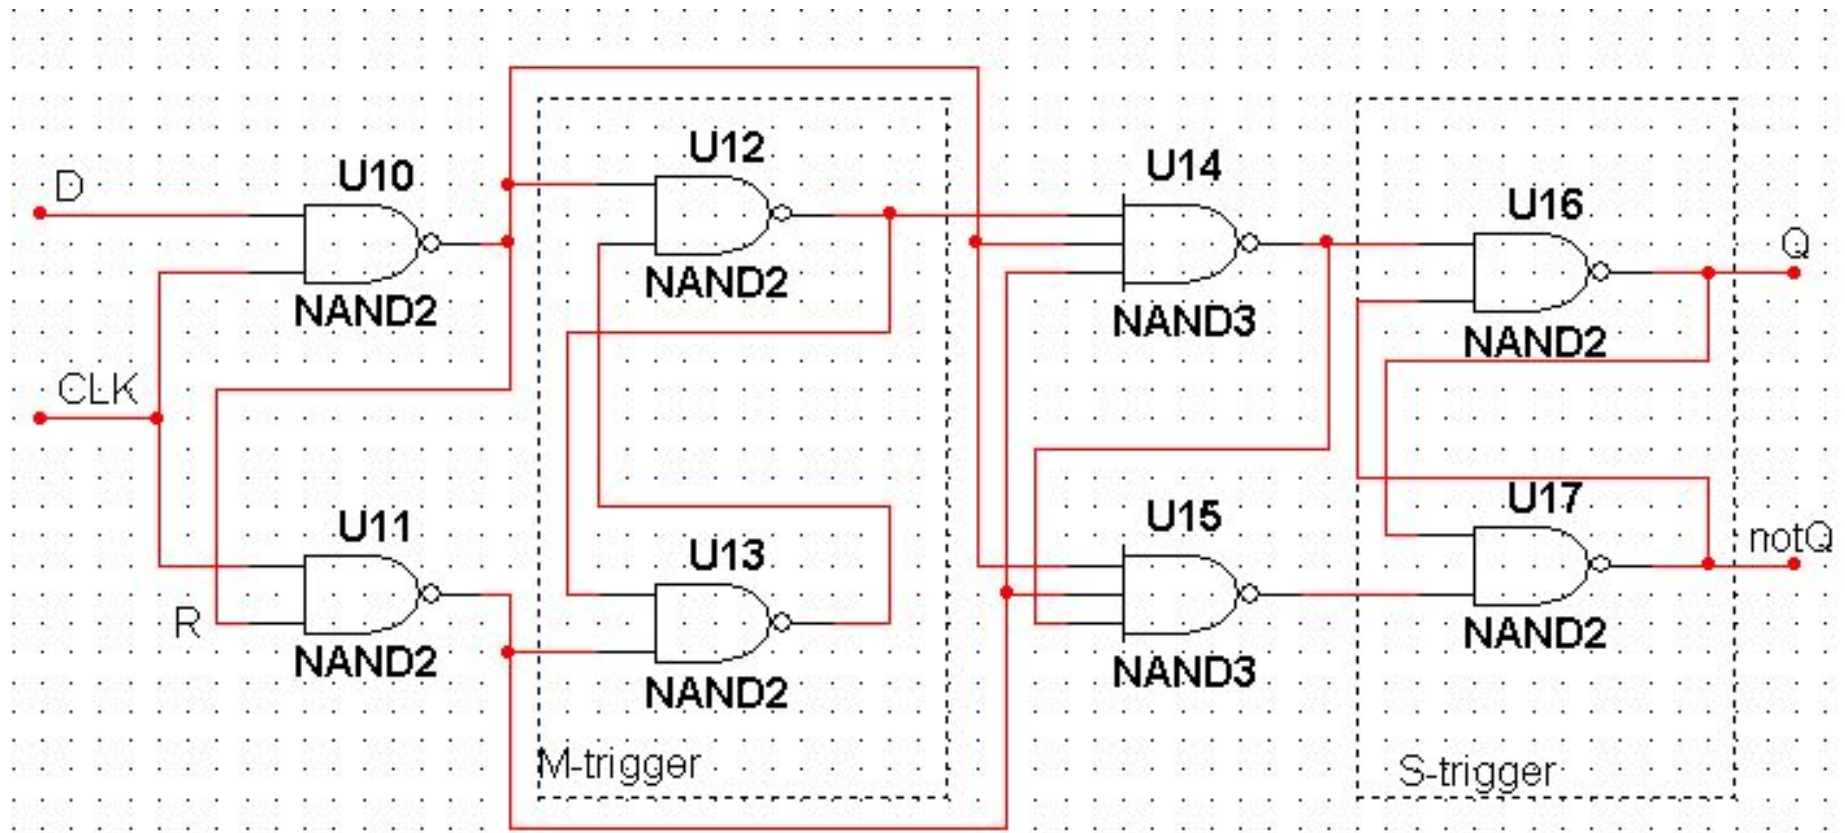 D
U10
NAND2
CLK
U11
R
NAND2
U12
NAND2
U13
NAND2
M-trigger
U14
NAND3
U15
NAND3
U16
NAND2
Q
U17
NAND2
notQ
S-trigger